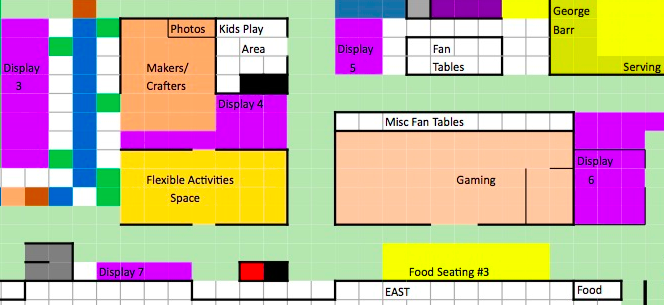 George
Barr
Photos
Kids Play
Area
Display
5
Fan
Tables
Serving
Display
3
Makers/
Crafters
Display 4
Misc Fan Tables
Display
6
Flexible Activities
Space
Gaming
Display 7
Food Seating #3
EAST
Food